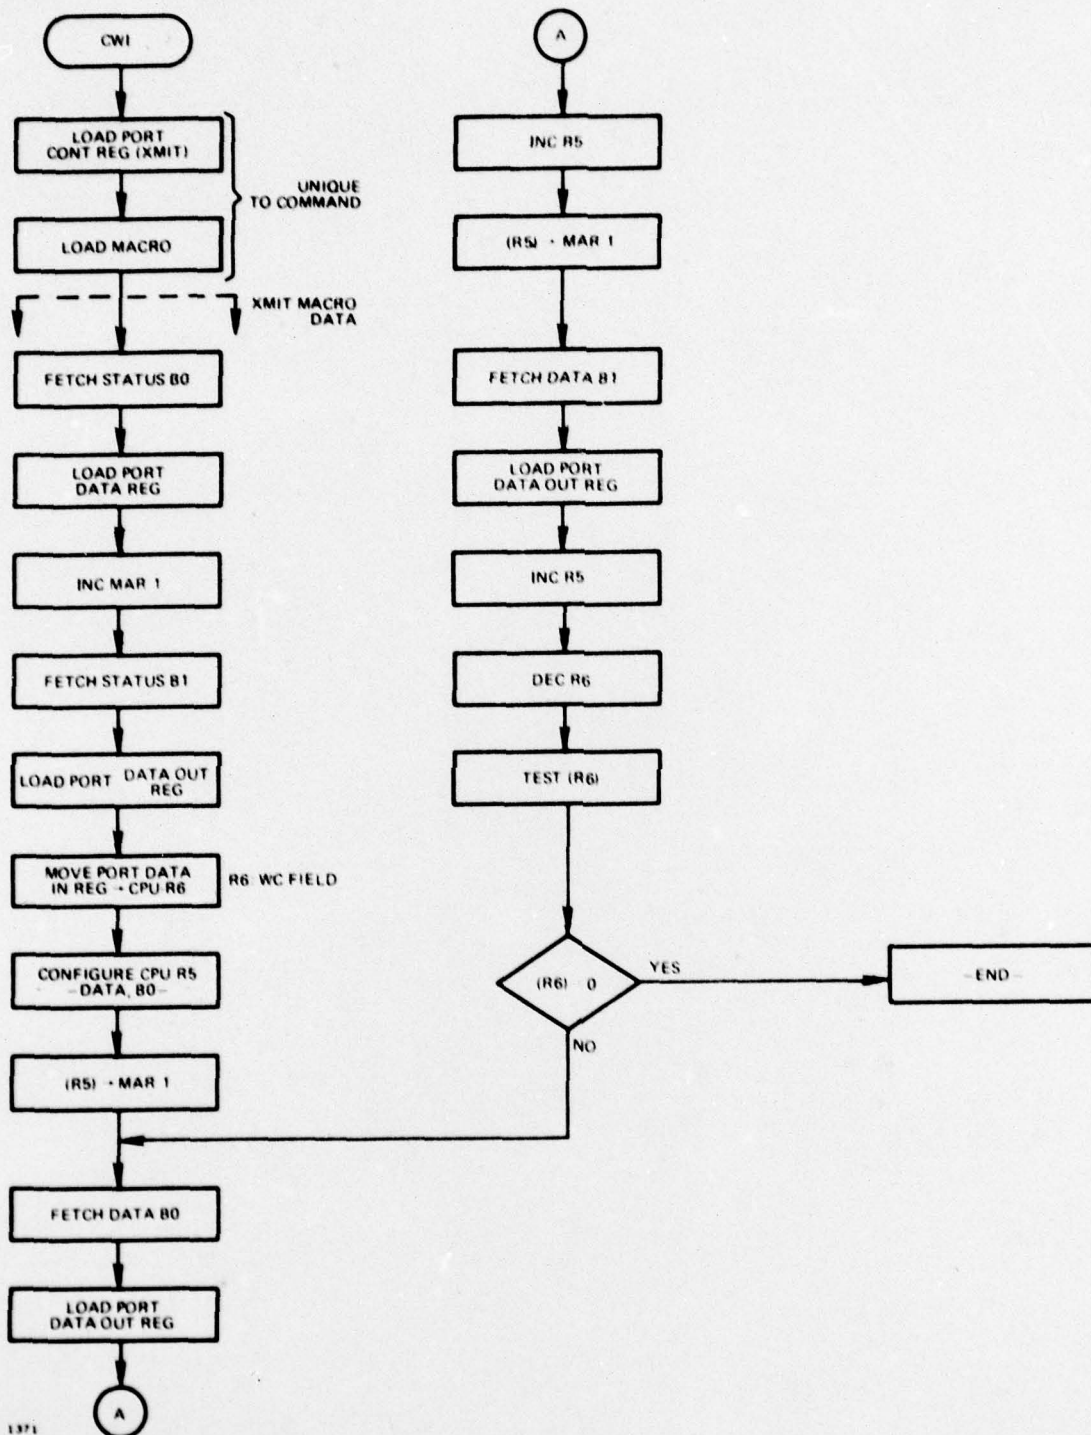 CWI
LOAD PORT
CONT REG (XMIT)
UNIQUE
TO COMMAND
LOAD MACRO
XMIT MACRO
DATA
FETCH STATUS B0
LOAD PORT
DATA REG
INC MAR 1
FETCH STATUS B1
LOAD PORT DATA OUT
REG
MOVE PORT DATA
IN REG → CPU R6
R6 WC FIELD
CONFIGURE CPU R5
– DATA, B0 –
(R5) → MAR 1
FETCH DATA B0
LOAD PORT
DATA OUT REG
A
A
INC R5
(R5) → MAR 1
FETCH DATA B1
LOAD PORT
DATA OUT REG
INC R5
DEC R6
TEST (R6)
(R6) 0
YES
– END –
NO
1371